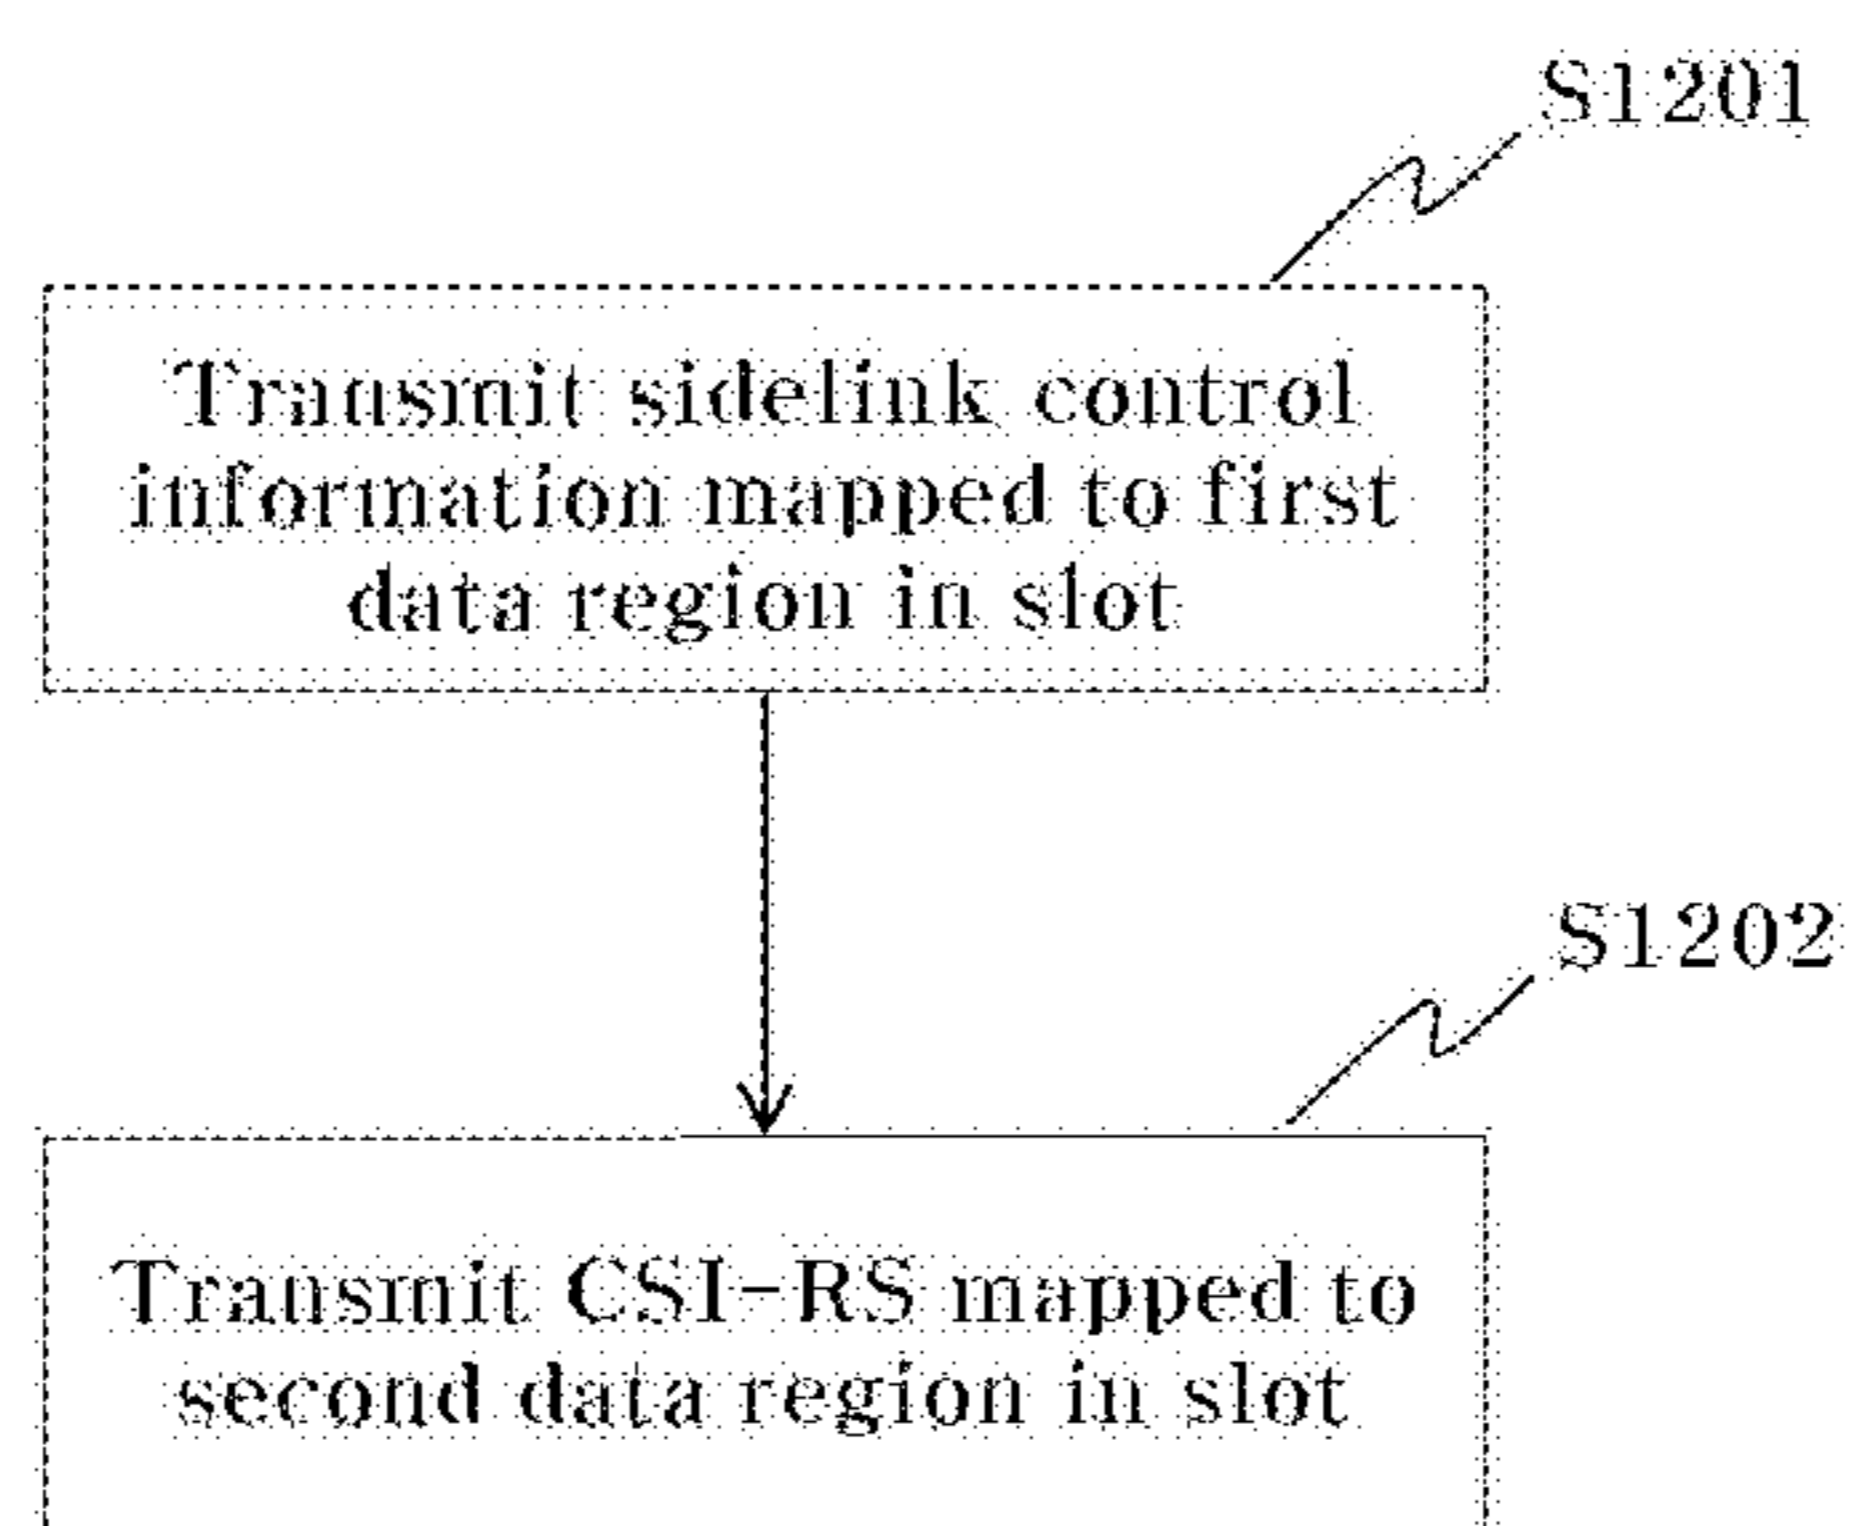 S1201
Transmit sidelink control
information mapped to first
data region in slot
S1202
Transmit CSI-RS mapped to
second data region in slot